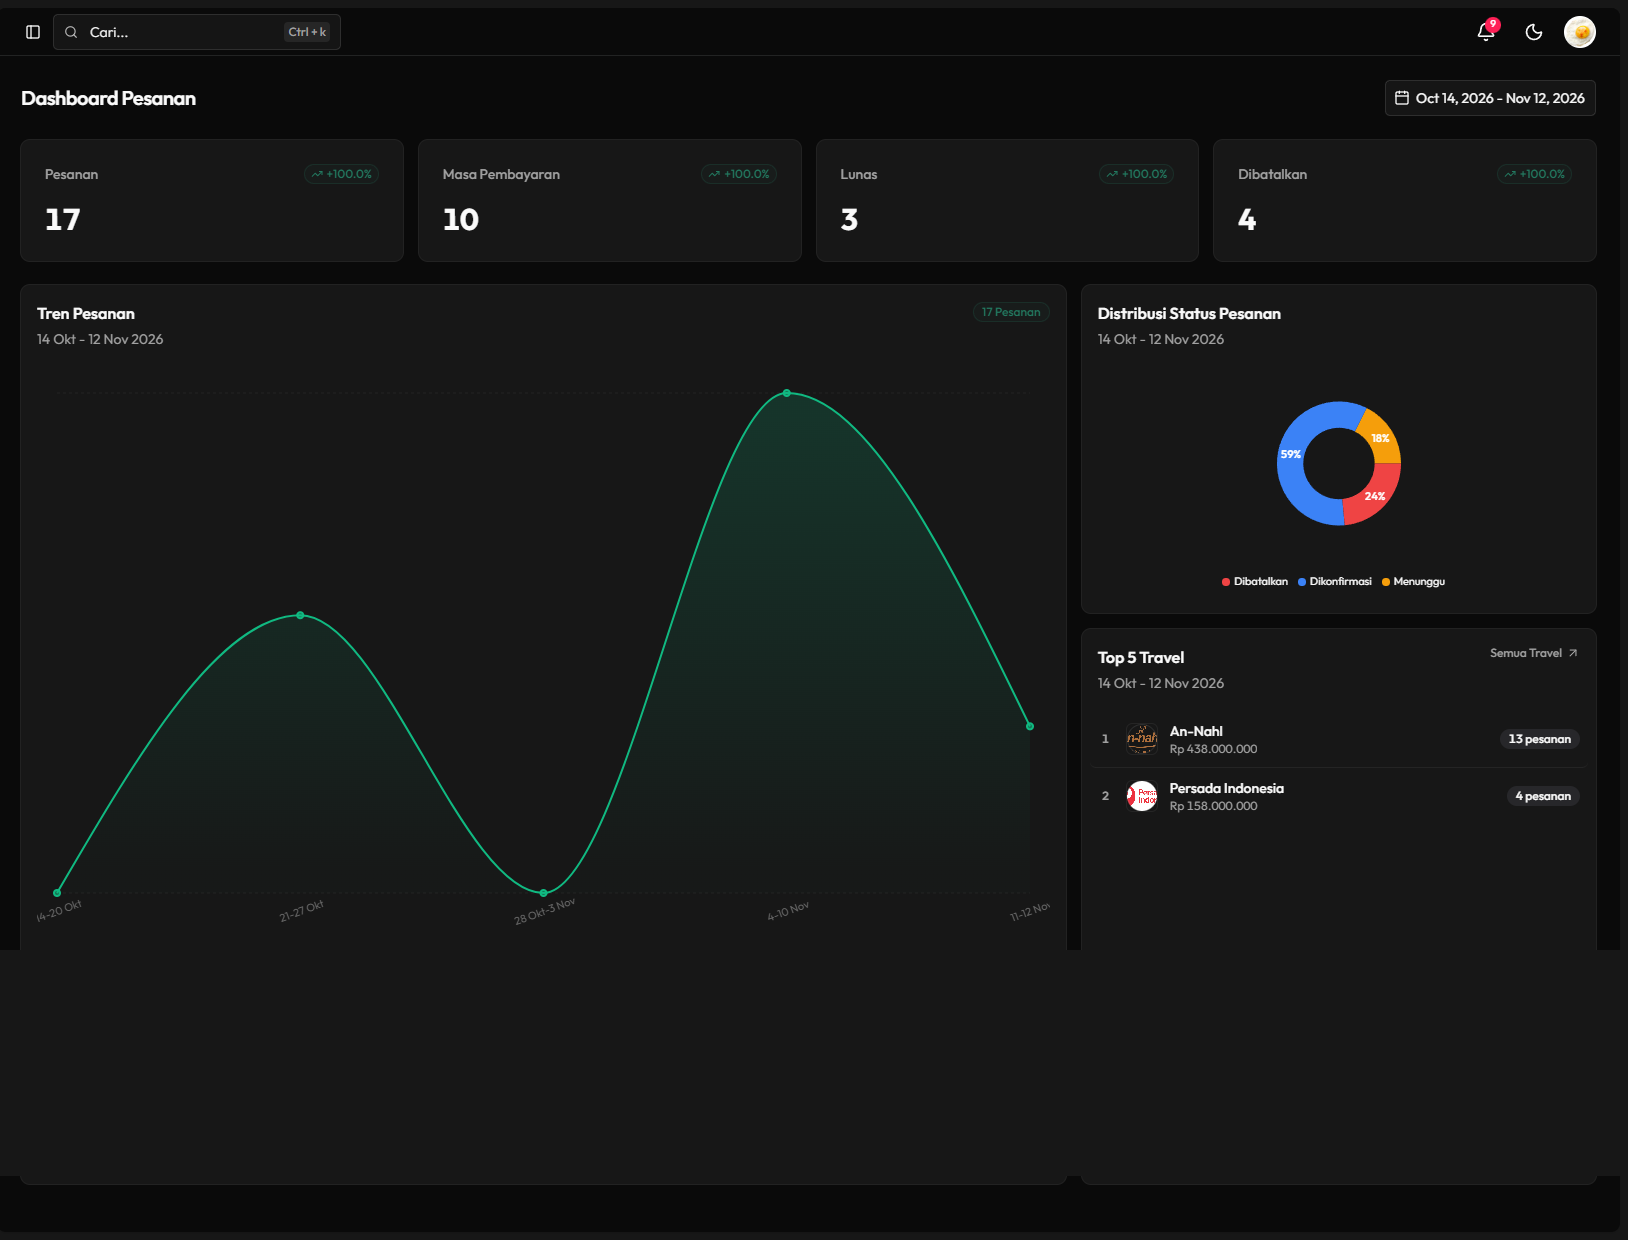 Cari...
Ctrl + k
9
Dashboard Pesanan
Oct 14, 2026 - Nov 12, 2026
Pesanan
+100.0%
17
Masa Pembayaran
+100.0%
10
Lunas
+100.0%
3
Dibatalkan
+100.0%
4
Tren Pesanan
17 Pesanan
14 Okt - 12 Nov 2026
14-20 Okt
21-27 Okt
28 Okt-3 Nov
4-10 Nov
11-12 Nov
Distribusi Status Pesanan
14 Okt - 12 Nov 2026
18%
59%
24%
Dibatalkan
Dikonfirmasi
Menunggu
Top 5 Travel
Semua Travel
14 Okt - 12 Nov 2026
1
n-nah
An-Nahl
Rp 438.000.000
13 pesanan
2
Persa
Indon
Persada Indonesia
Rp 158.000.000
4 pesanan